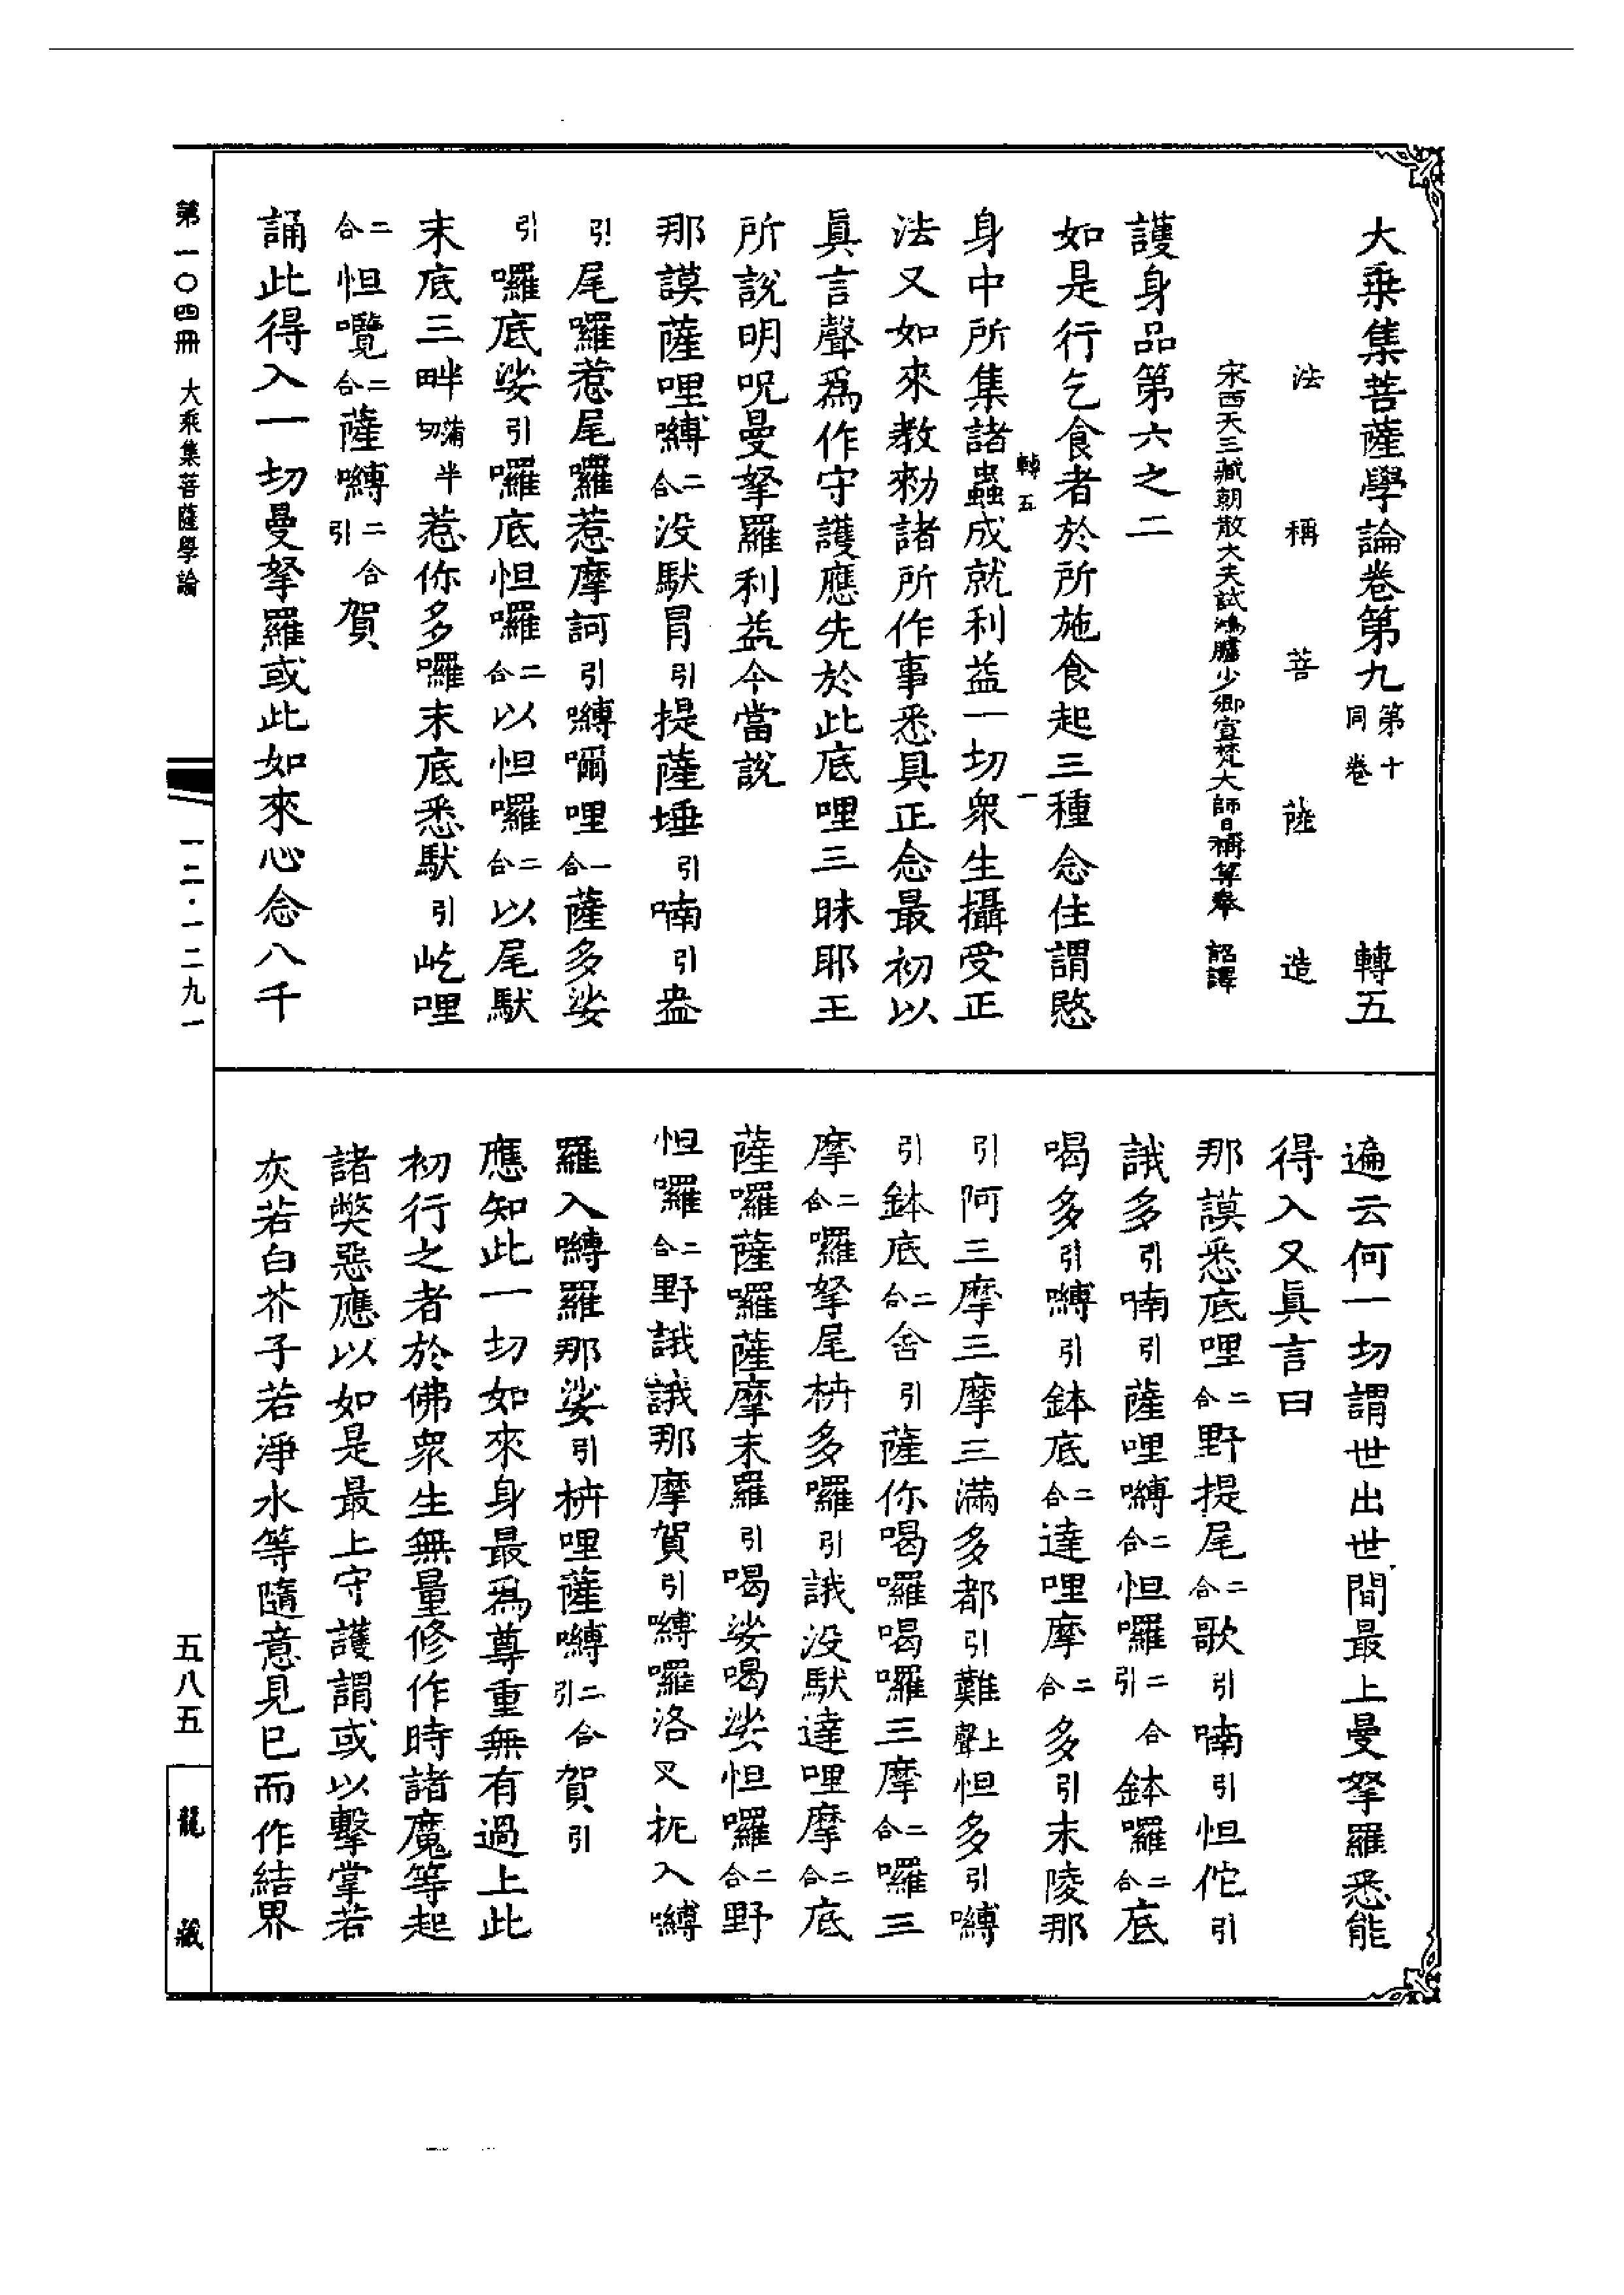 大乗集菩薩學論卷第九 第十同卷 轉五
法稱菩薩造
宋西天三藏朝散大夫試鴻臚少卿宣梵大師日稱等奉 詔譯
護身品第六之二
如是行乞食者於所施食起三種念住謂愍
轉五 一
身中所集諸蟲成就利益一切衆生攝受正
法又如來教勑諸所作事悉具正念最初以
眞言聲爲作守護應先於此底哩三昧耶王
所說明呪曼拏羅利益今當說
那謨薩哩嚩二合没馱冐引提薩埵引喃引盎
引尾囉惹尾囉惹摩訶引嚩嚩哩一合薩多娑
引囉底娑引囉底怛囉二合以怛囉二合以尾馱
末底三畔蒲半切惹你多囉末底悉馱引屹哩
二合怛囕二合薩嚩二合引賀
誦此得入一切曼拏羅或此如來心念八千
遍云何一切謂世出世間最上曼拏羅悉能
得入又眞言曰
那謨悉底哩二合野提尾二合歌引喃引怛佗引
誐多引喃引薩哩嚩二合怛囉二合引鉢囉二合底
喝多引嚩引鉢底二合達哩摩二合多引末陵那
引阿三摩三摩三滿多都引難上聲怛多引嚩
引鉢底二合舍引薩你喝囉喝囉三摩二合囉三
摩二合囉拏尾枿多囉引誐没馱達哩摩二合底
薩囉薩囉薩摩末羅引喝娑喝娑怛囉二合野
怛囉二合野誐誐那摩賀引嚩囉洛叉抳入嚩
羅入嚩羅那娑引枿哩薩嚩二合引賀引
應知此一切如來身最爲尊重無有過上此
初行之者於佛衆生無量修作時諸魔等起
諸獘惡應以如是最上守護謂或以擊掌若
灰若白芥子若淨水等隨意見已而作結界
第一〇四冊 大乘集菩薩學論
一二·一二九一
五八五
龍藏